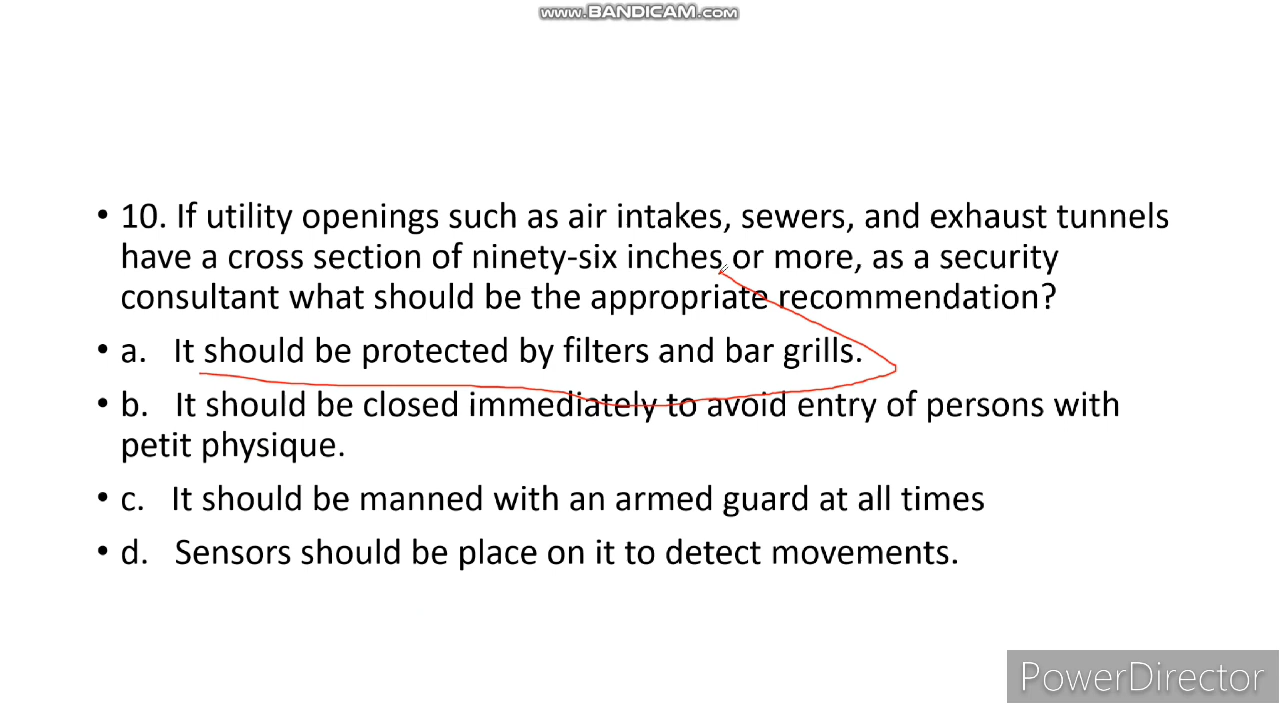 www.BANDICAM.com
• 10. If utility openings such as air intakes, sewers, and exhaust tunnels
have a cross section of ninety-six inches or more, as a security
consultant what should be the appropriate recommendation?
• a. It should be protected by filters and bar grills.
• b. It should be closed immediately to avoid entry of persons with
petit physique.
• c. It should be manned with an armed guard at all times
• d. Sensors should be place on it to detect movements.
PowerDirector